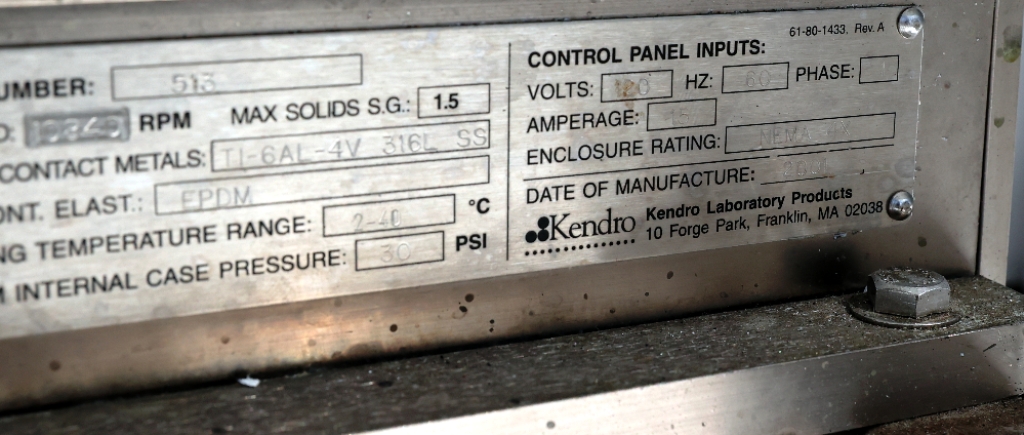 UMBER: 513
D: RPM MAX SOLIDS S.G.: 1.5
CONTACT METALS: TI-6AL-4V 316L SS
ONT. ELAST.: EPDM
NG TEMPERATURE RANGE: 2-40 °C
M INTERNAL CASE PRESSURE: 30 PSI
61-80-1433. Rev. A
CONTROL PANEL INPUTS:
VOLTS: 120 HZ: 60 PHASE:
AMPERAGE: 15
ENCLOSURE RATING: NEMA
DATE OF MANUFACTURE:
Kendro Kendro Laboratory Products
10 Forge Park, Franklin, MA 02038